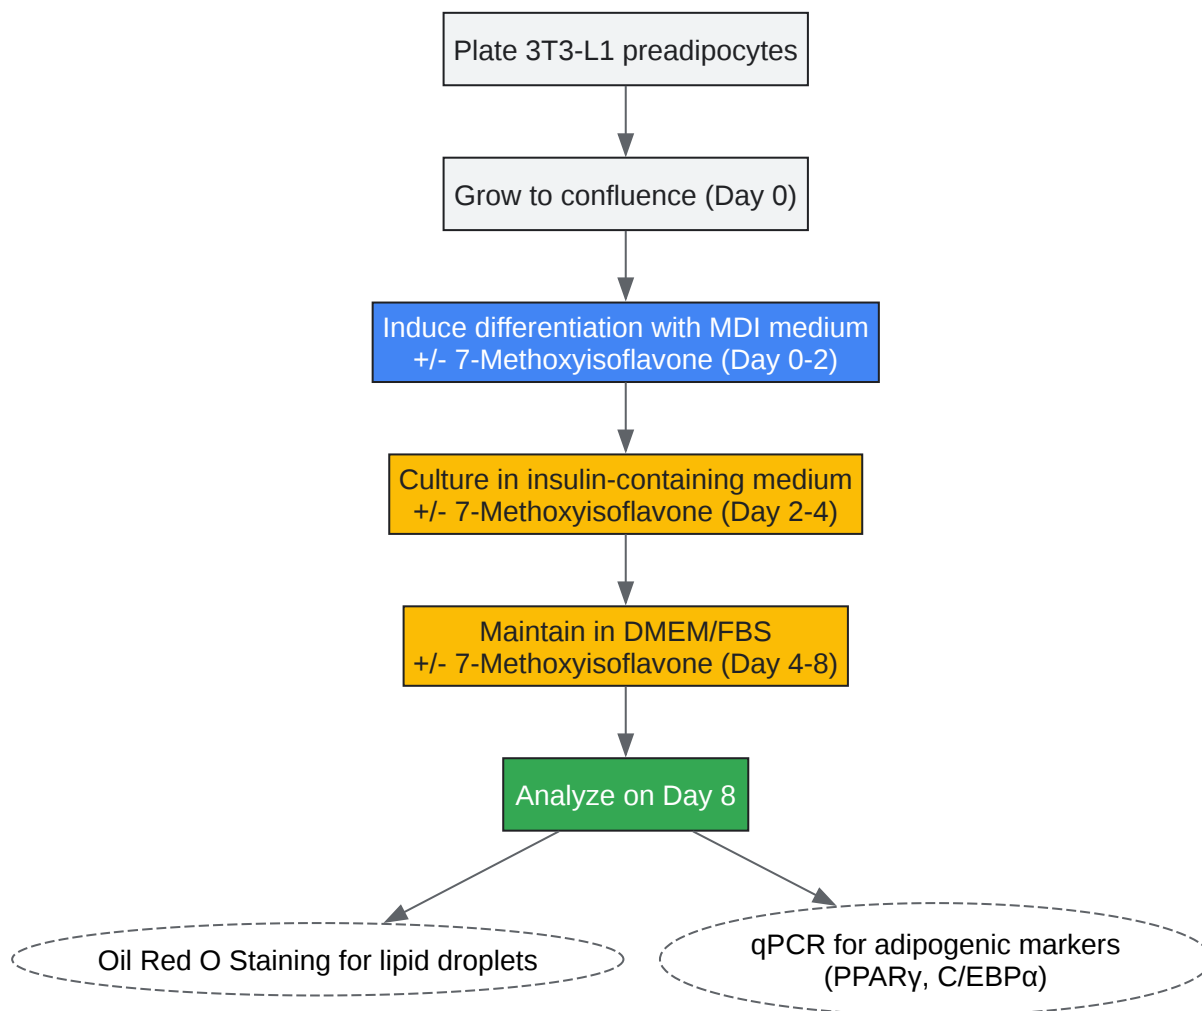 Plate 3T3-L1 preadipocytes
Grow to confluence (Day 0)
Induce differentiation with MDI medium
+/- 7-Methoxyisoflavone (Day 0-2)
Culture in insulin-containing medium
+/- 7-Methoxyisoflavone (Day 2-4)
Maintain in DMEM/FBS
+/- 7-Methoxyisoflavone (Day 4-8)
Analyze on Day 8
Oil Red O Staining for lipid droplets
qPCR for adipogenic markers
(PPARγ, C/EBPα)